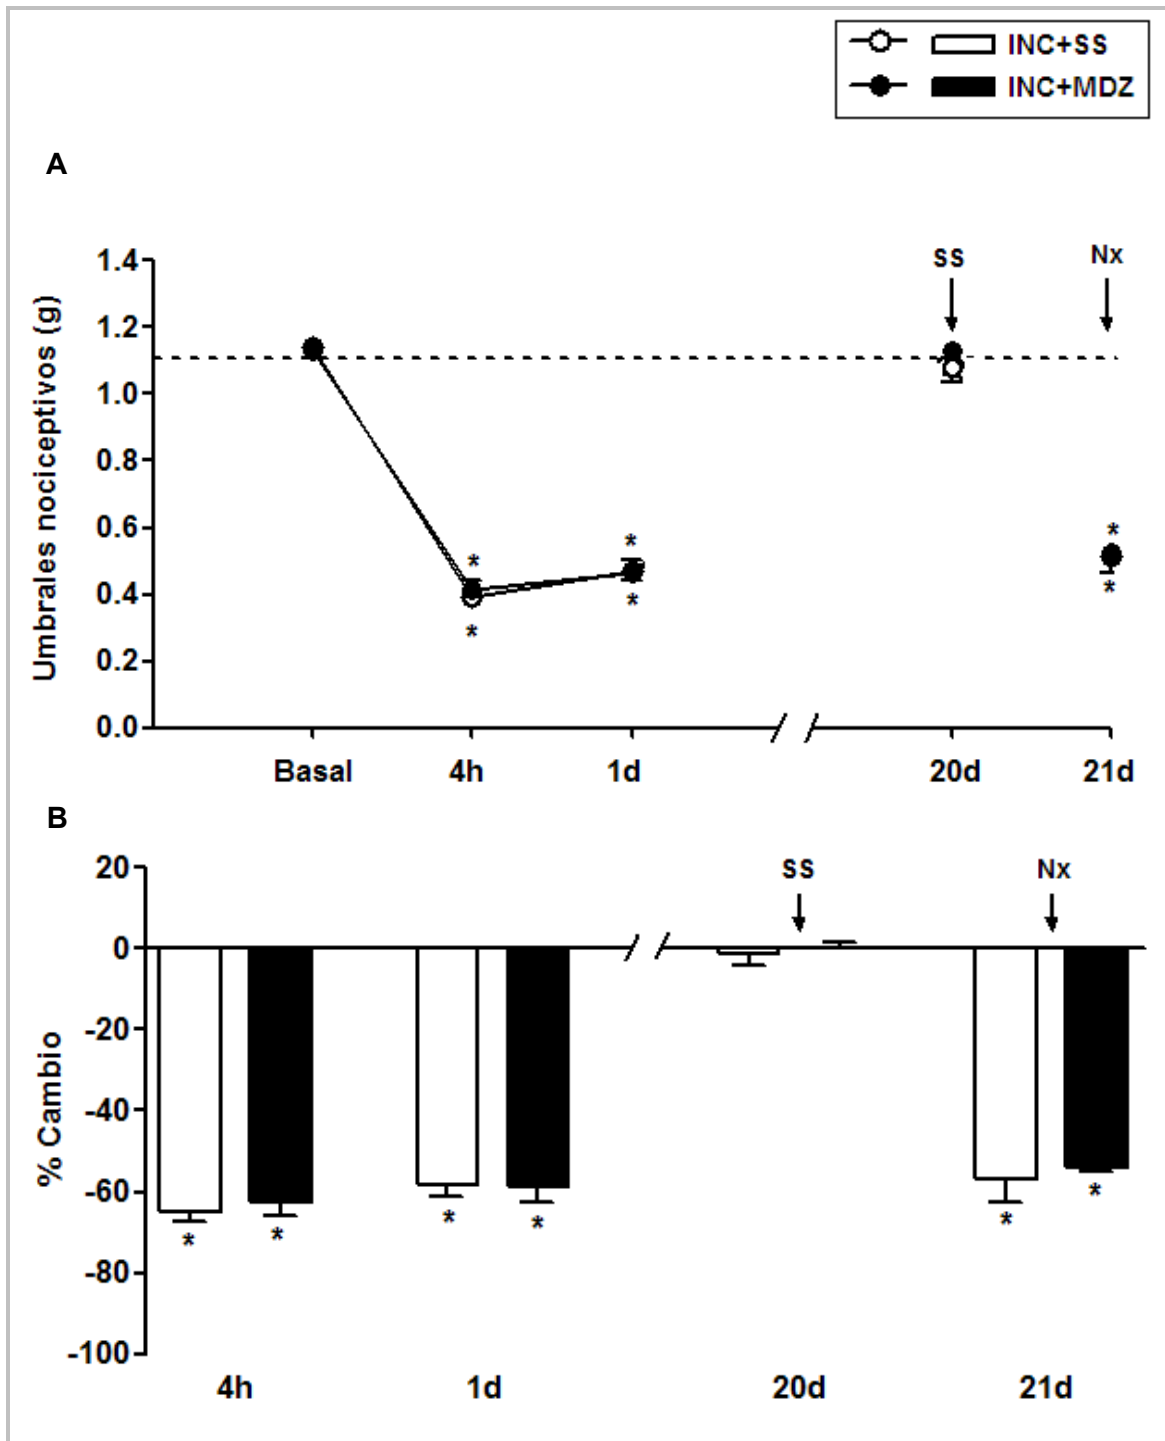 INC+SS
INC+MDZ
A
SS
Nx
Umbrales nociceptivos (g)
1.4
1.2
1.0
0.8
0.6
0.4
0.2
0.0
*
*
*
*
*
*
Basal 4h 1d 20d 21d
B
SS
Nx
% Cambio
20
0
-20
-40
-60
-80
-100
* * * * * *
4h 1d 20d 21d